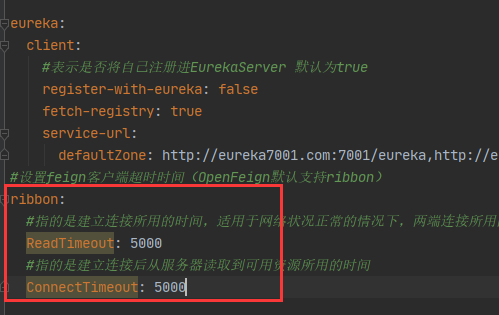 eureka:
client:
#表示是否将自己注册进EurekaServer 默认为true
register-with-eureka: false
fetch-registry: true
service-url:
defaultZone: http://eureka7001.com:7001/eureka,http://e
#设置feign客户端超时时间（OpenFeign默认支持ribbon）
ribbon:
#指的是建立连接所用的时间，适用于网络状况正常的情况下，两端连接所用
ReadTimeout: 5000
#指的是建立连接后从服务器读取到可用资源所用的时间
ConnectTimeout: 5000